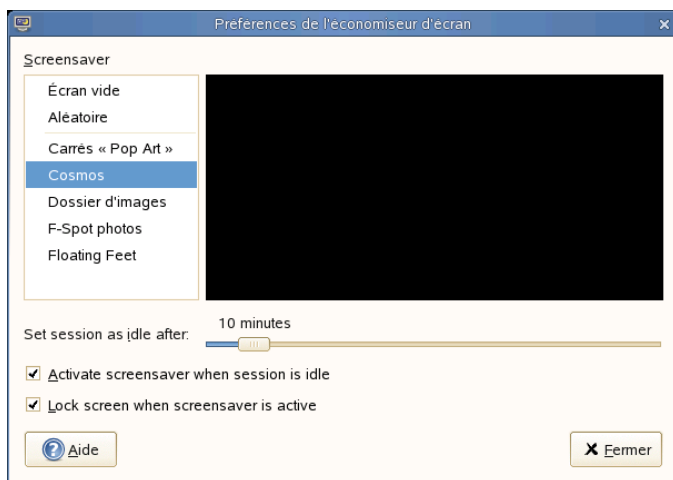 Préférences de l'économiseur d'écran
Screensaver
Écran vide
Aléatoire
Carrés « Pop Art »
Cosmos
Dossier d'images
F-Spot photos
Floating Feet
Set session as idle after:
10 minutes
Activate screensaver when session is idle
Lock screen when screensaver is active
Aide
Fermer